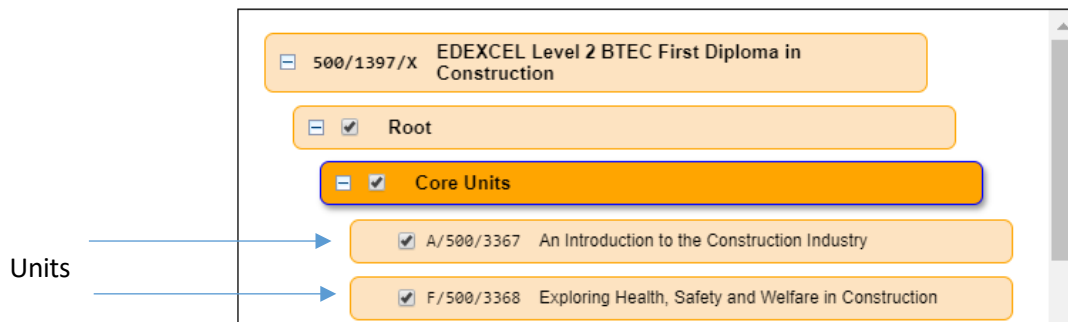 500/1397/X EDEXCEL Level 2 BTEC First Diploma in
Construction
Root
Core Units
A/500/3367 An Introduction to the Construction Industry
Units
F/500/3368 Exploring Health, Safety and Welfare in Construction